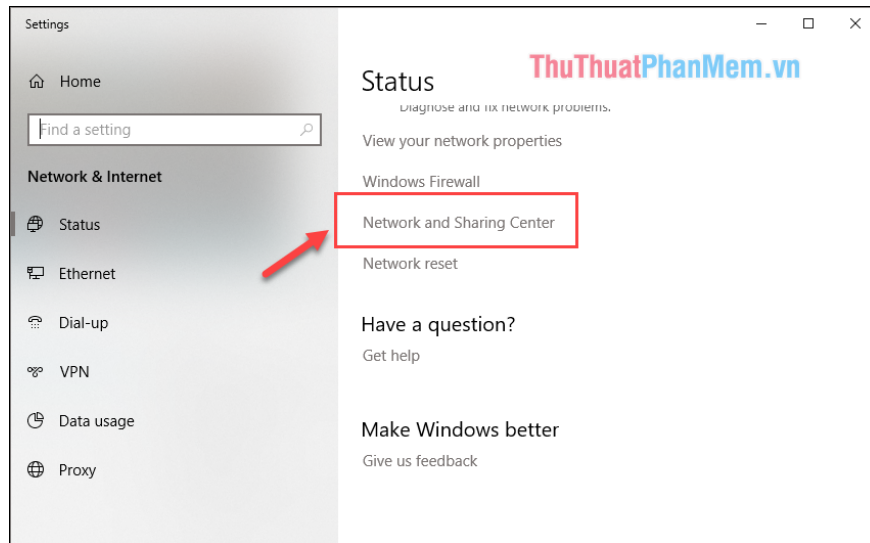 Settings
Home
Find a setting
Network & Internet
Status
Ethernet
Dial-up
VPN
Data usage
Proxy
ThuThuatPhanMem.vn
Status
Diagnose and fix network problems.
View your network properties
Windows Firewall
Network and Sharing Center
Network reset
Have a question?
Get help
Make Windows better
Give us feedback